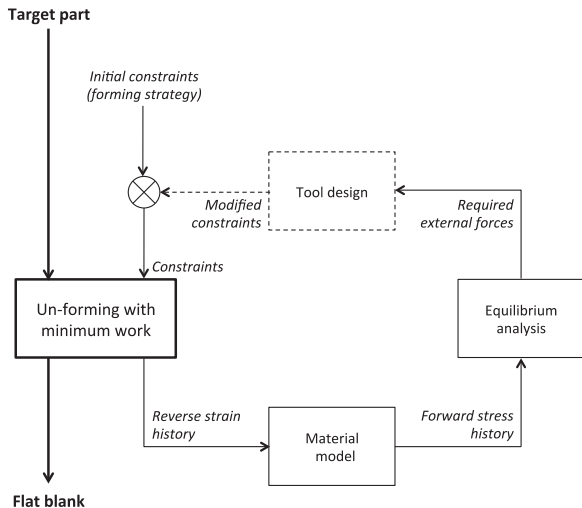 Target part
Initial constraints
(forming strategy)
Tool design
Modified
constraints
Required
external forces
Constraints
Un-forming with
minimum work
Equilibrium
analysis
Reverse strain
history
Material
model
Forward stress
history
Flat blank